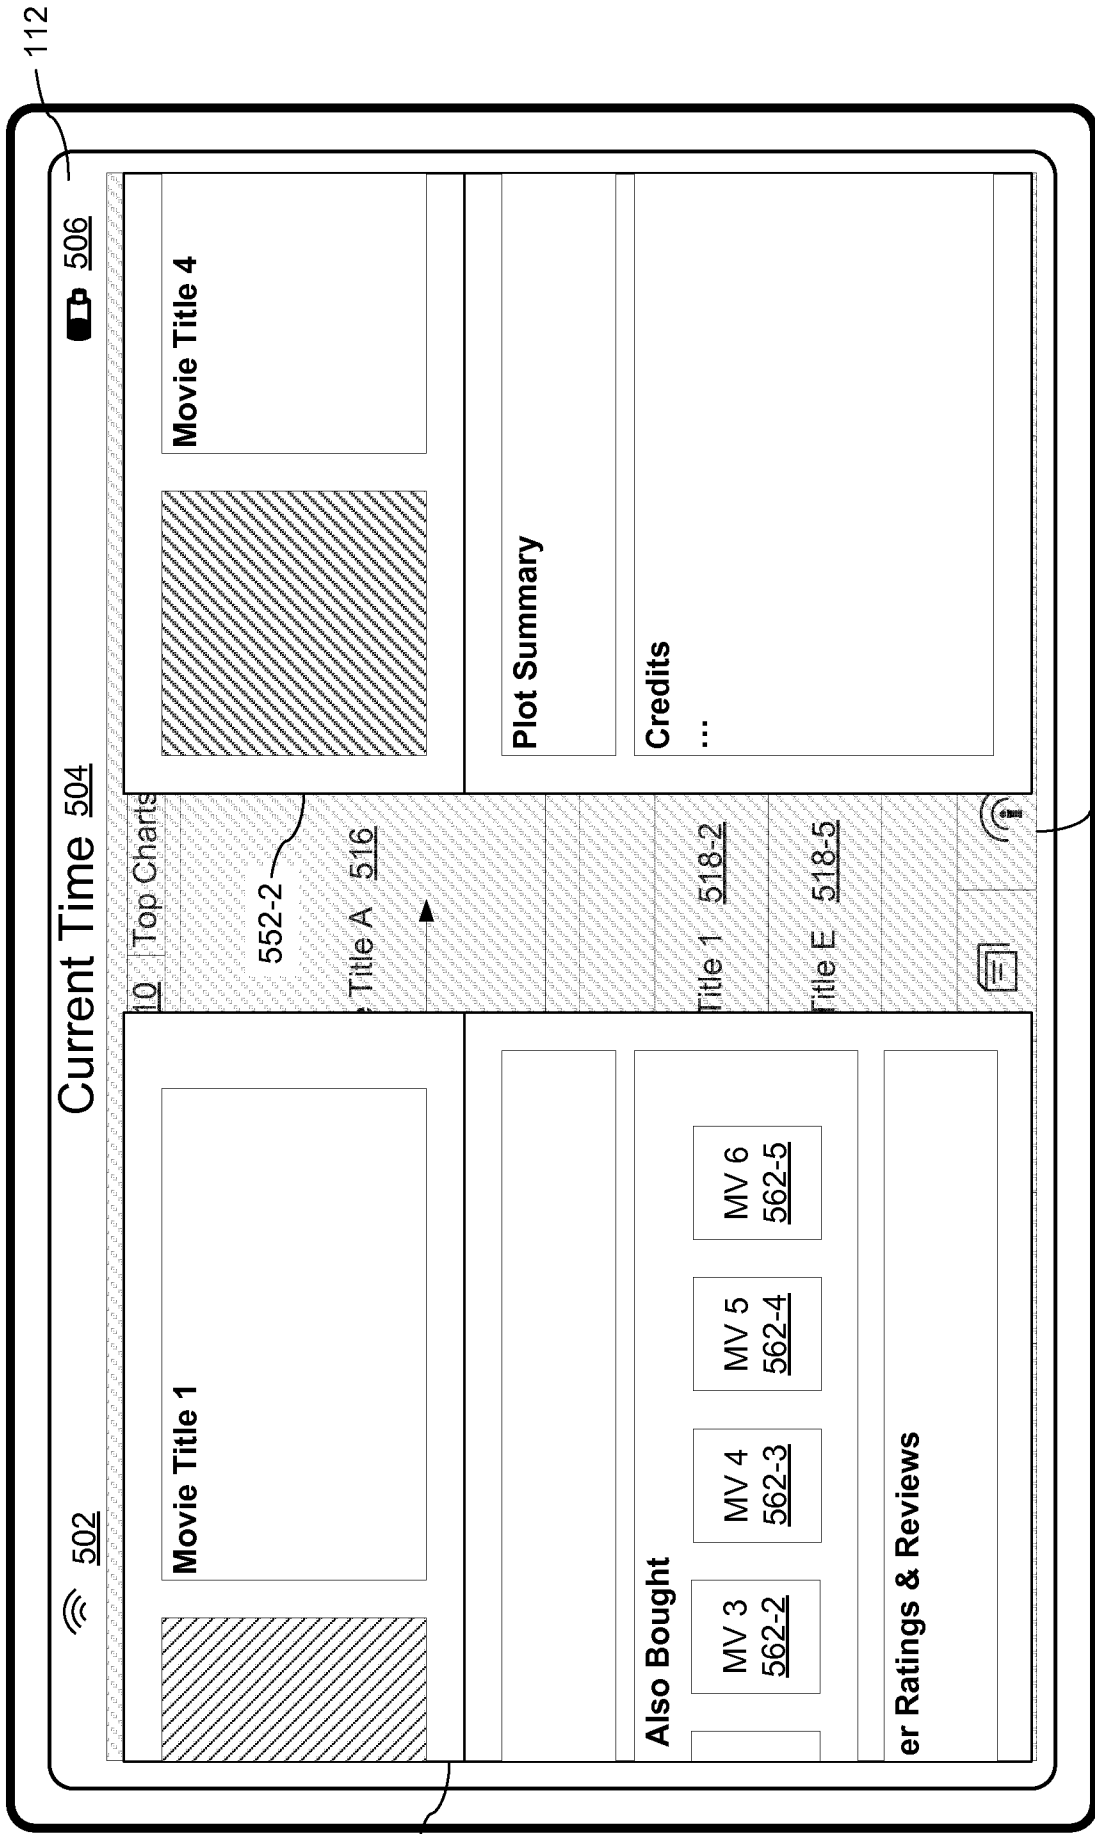 112
502
Current Time 504
506
10
Top Charts
Movie Title 1
Movie Title 4
552-2
Title A 516
Plot Summary
Also Bought
Credits
...
MV 3
562-2
MV 4
562-3
MV 5
562-4
MV 6
562-5
Title 1 518-2
Title E 518-5
er Ratings & Reviews